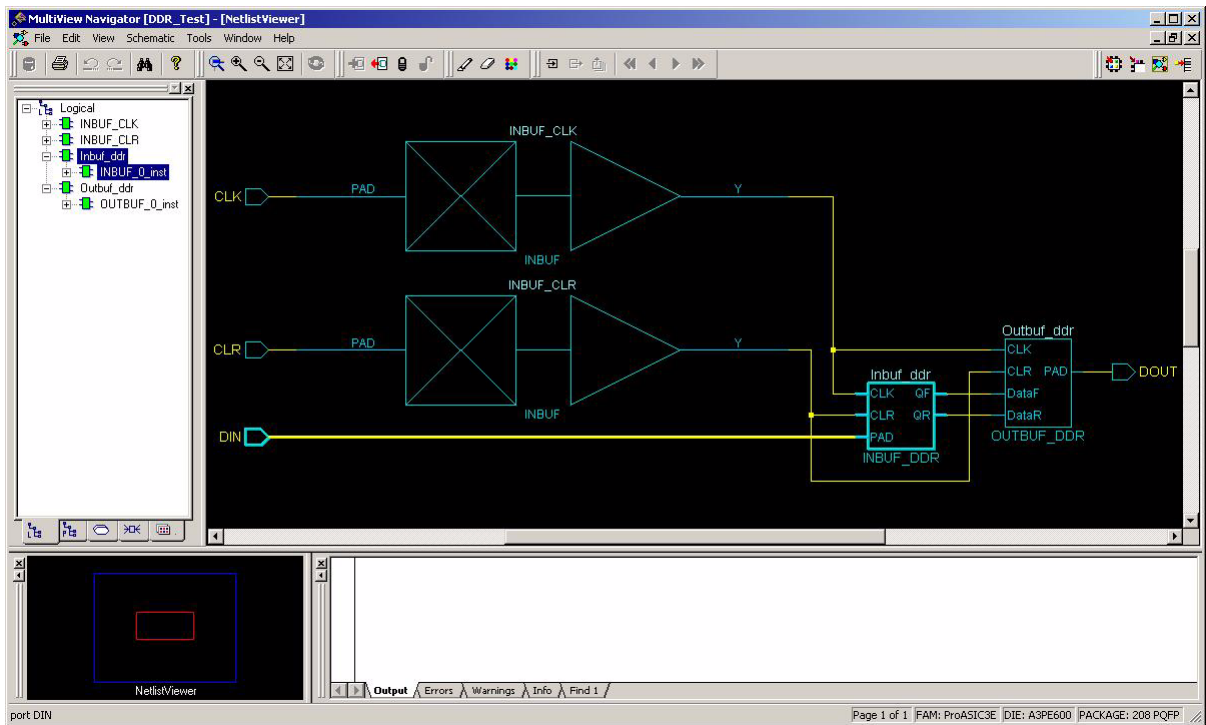 MultiView Navigator [DDR_Test] - [NetlistViewer]
File Edit View Schematic Tools Window Help
Logical
INBUF_CLK
INBUF_CLR
Inbuf_ddr
INBUF_0_inst
Outbuf_ddr
OUTBUF_0_inst
INBUF_CLK
CLK PAD Y
INBUF
INBUF_CLR
CLR PAD Y
INBUF
DIN
Inbuf_ddr
CLK QF
CLR QR
PAD
INBUF_DDR
Outbuf_ddr
CLK
CLR PAD DOUT
DataF
DataR
OUTBUF_DDR
NetlistViewer
Output Errors Warnings Info Find 1
port DIN
Page 1 of 1 FAM: ProASIC3E DIE: A3PE600 PACKAGE: 208 PQFP